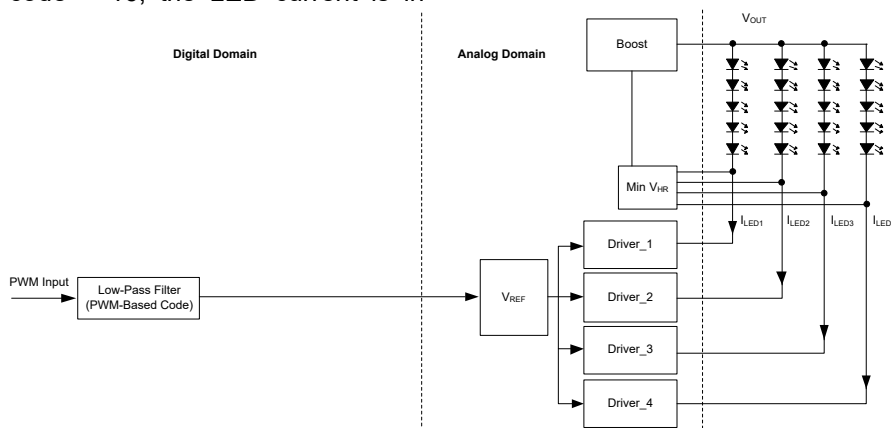 Digital Domain
Analog Domain
Boost
VOUT
Min VHR
ILED1
ILED2
ILED3
ILED
Driver_1
PWM Input
Low-Pass Filter
(PWM-Based Code)
VREF
Driver_2
Driver_3
Driver_4